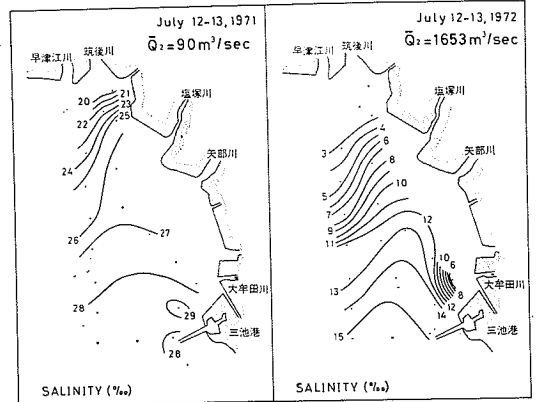 July 12-13, 1971
Q̄₂=90m³/sec
早津江川
筑後川
塩塚川
矢部川
大牟田川
三池港
20
21
22
23
24
25
26
27
28
29
28
SALINITY (‰)
July 12-13, 1972
Q̄₂=1653m³/sec
早津江川
筑後川
塩塚川
矢部川
大牟田川
三池港
3
4
5
6
7
8
9
10
11
12
10
6
8
12
14
13
15
SALINITY (‰)